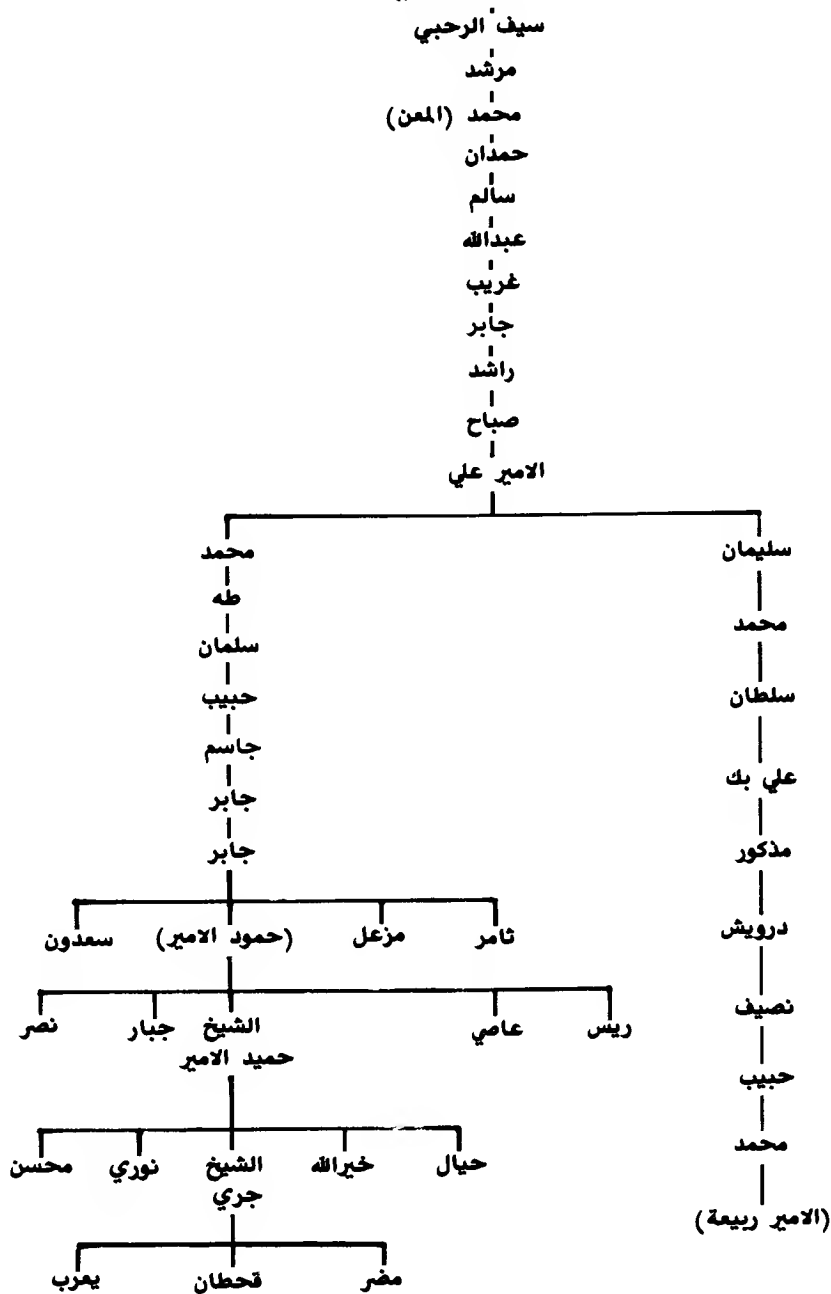 سيف الرحبي
مرشد
محمد (المعن)
حمدان
سالم
عبدالله
غريب
جابر
راشد
صباح
الامير علي
سليمان
محمد
سلطان
علي بك
مذكور
درويش
نصيف
حبيب
محمد
(الامير ربيعة)
محمد
طه
سلمان
حبيب
جاسم
جابر
جابر
ثامر مزعل (حمود الامير) سعدون
ريس عاصي الشيخ جبار نصر
حميد الامير
حيال خيرالله الشيخ نوري محسن
جري
مضر قحطان يعرب